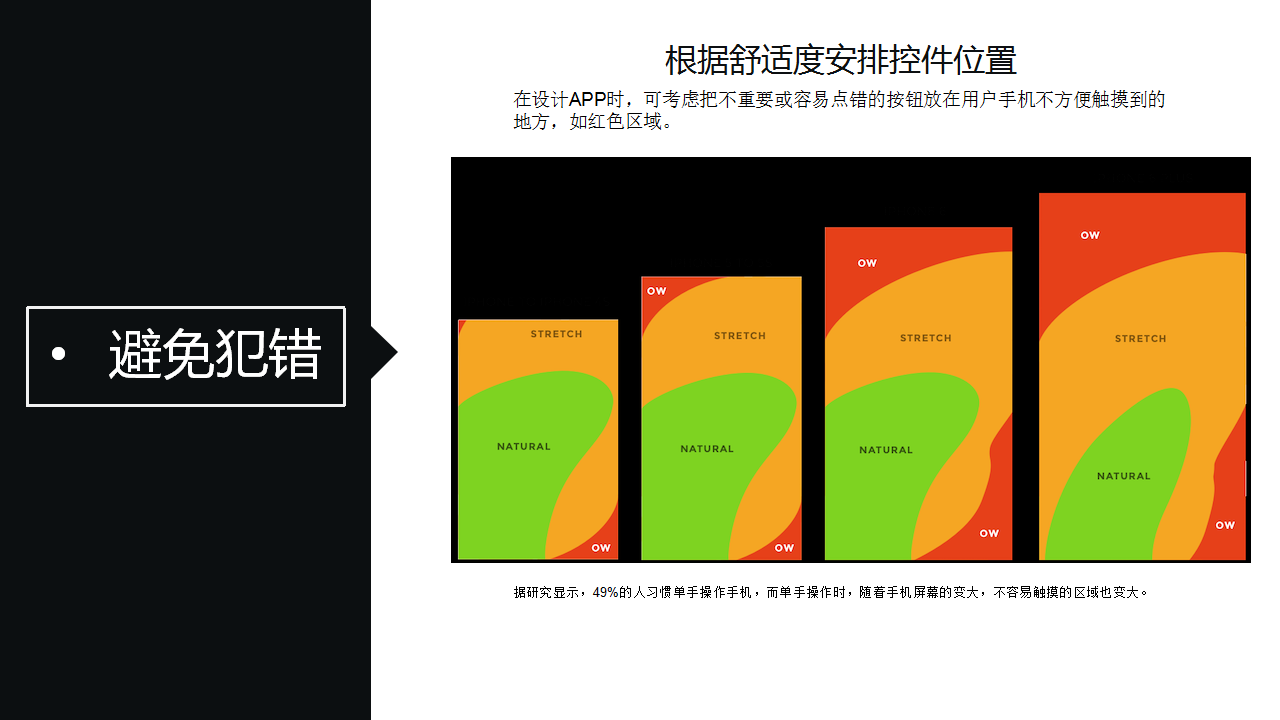 • 避免犯错
根据舒适度安排控件位置
在设计APP时，可考虑把不重要或容易点错的按钮放在用户手机不方便触摸到的
地方，如红色区域。
STRETCH
NATURAL
OW
OW
STRETCH
NATURAL
OW
OW
STRETCH
NATURAL
OW
OW
STRETCH
NATURAL
OW
据研究显示，49%的人习惯单手操作手机，而单手操作时，随着手机屏幕的变大，不容易触摸的区域也变大。